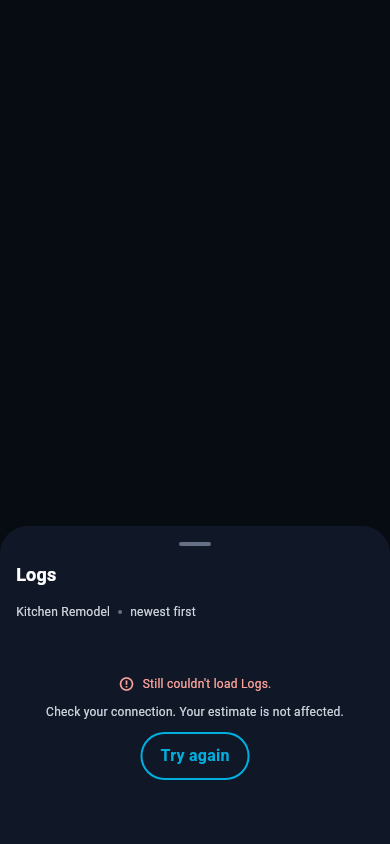 Logs
Kitchen Remodel • newest first
Still couldn't load Logs.
Check your connection. Your estimate is not affected.
Try again